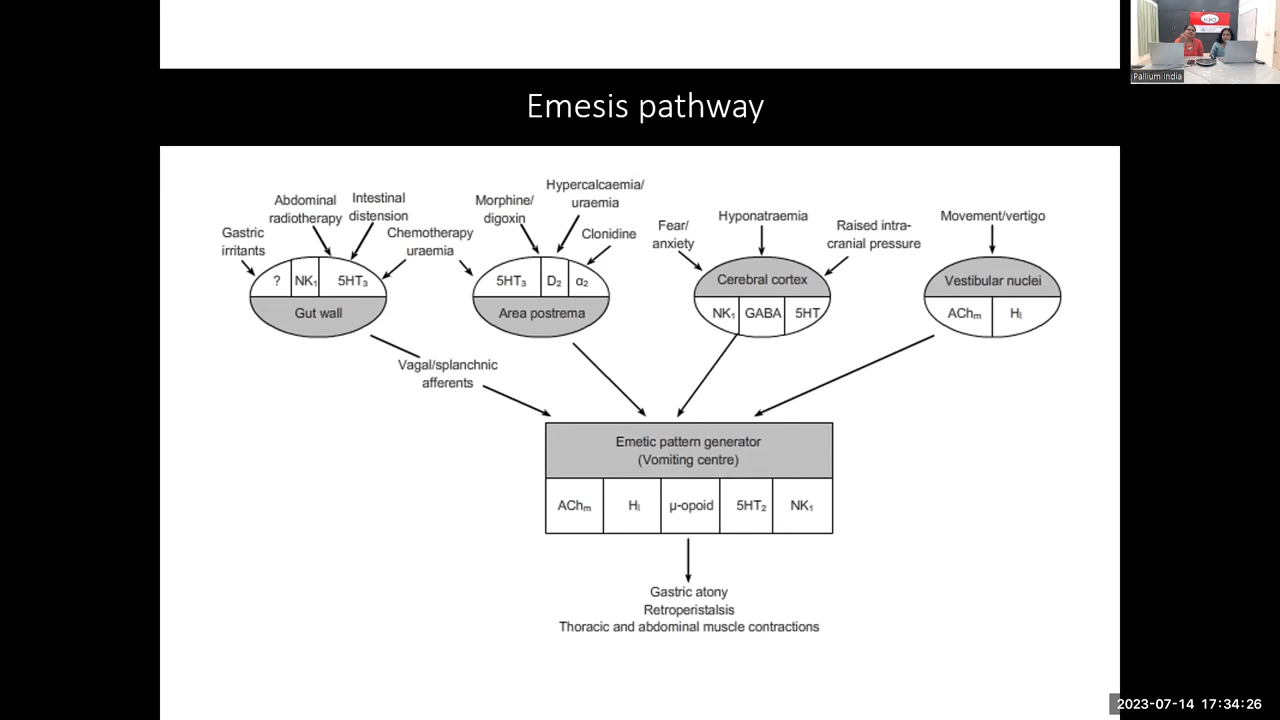 Pallium India
Emesis pathway
Abdominal
radiotherapy
Intestinal
distension
Gastric
irritants
Chemotherapy
uraemia
Morphine/
digoxin
Hypercalcaemia/
uraemia
Clonidine
Fear/
anxiety
Hyponatraemia
Raised intra-
cranial pressure
Movement/vertigo
? NK₁ 5HT₃
Gut wall
5HT₃ D₂ α₂
Area postrema
Cerebral cortex
NK₁ GABA 5HT
Vestibular nuclei
AChₘ H₁
Vagal/splanchnic
afferents
Emetic pattern generator
(Vomiting centre)
AChₘ H₁ µ-opoid 5HT₂ NK₁
Gastric atony
Retroperistalsis
Thoracic and abdominal muscle contractions
2023-07-14 17:34:26